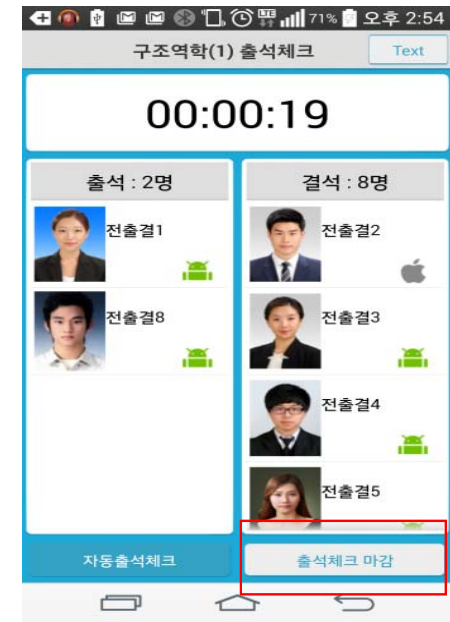 71% 오후 2:54
구조역학(1) 출석체크
Text
00:00:19
출석 : 2명
결석 : 8명
전출결1
전출결8
전출결2
전출결3
전출결4
전출결5
자동출석체크
출석체크 마감